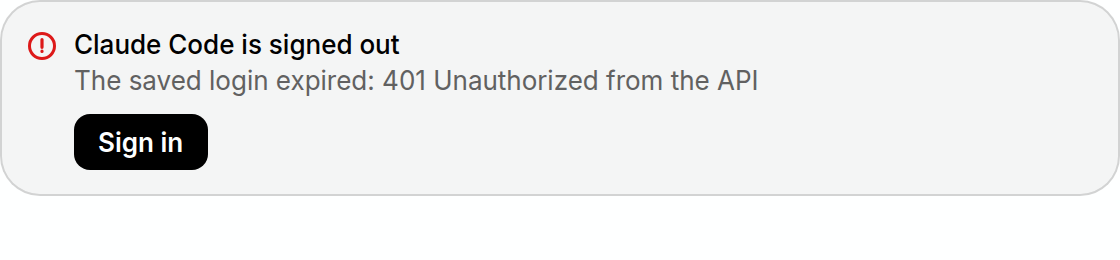 Claude Code is signed out
The saved login expired: 401 Unauthorized from the API
Sign in